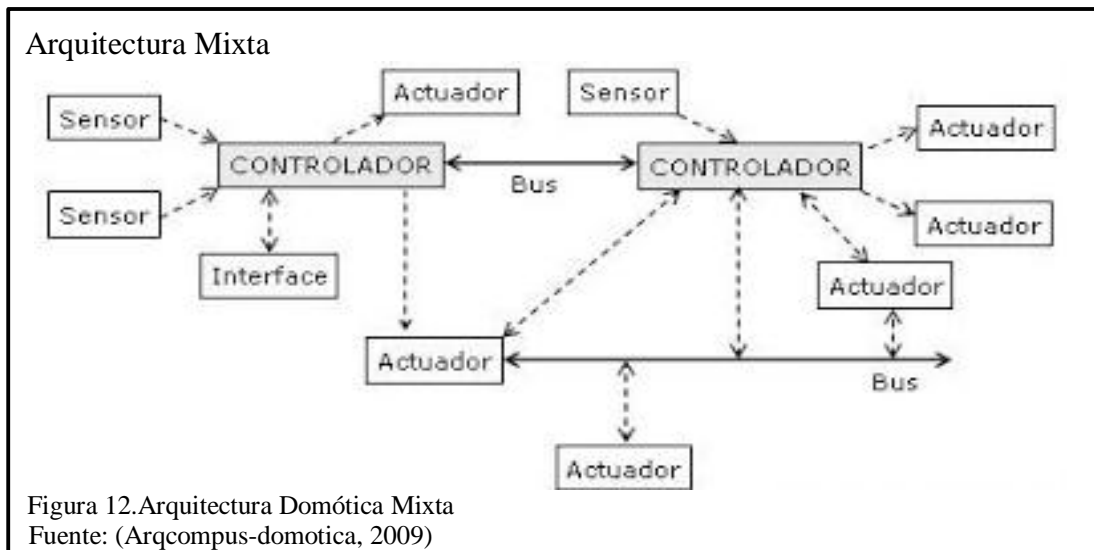 Arquitectura Mixta
Actuador
Sensor
Sensor
Actuador
CONTROLADOR
CONTROLADOR
Bus
Sensor
Actuador
Interface
Actuador
Actuador
Bus
Actuador
Figura 12.Arquitectura Domótica Mixta
Fuente: (Arqcompus-domotica, 2009)